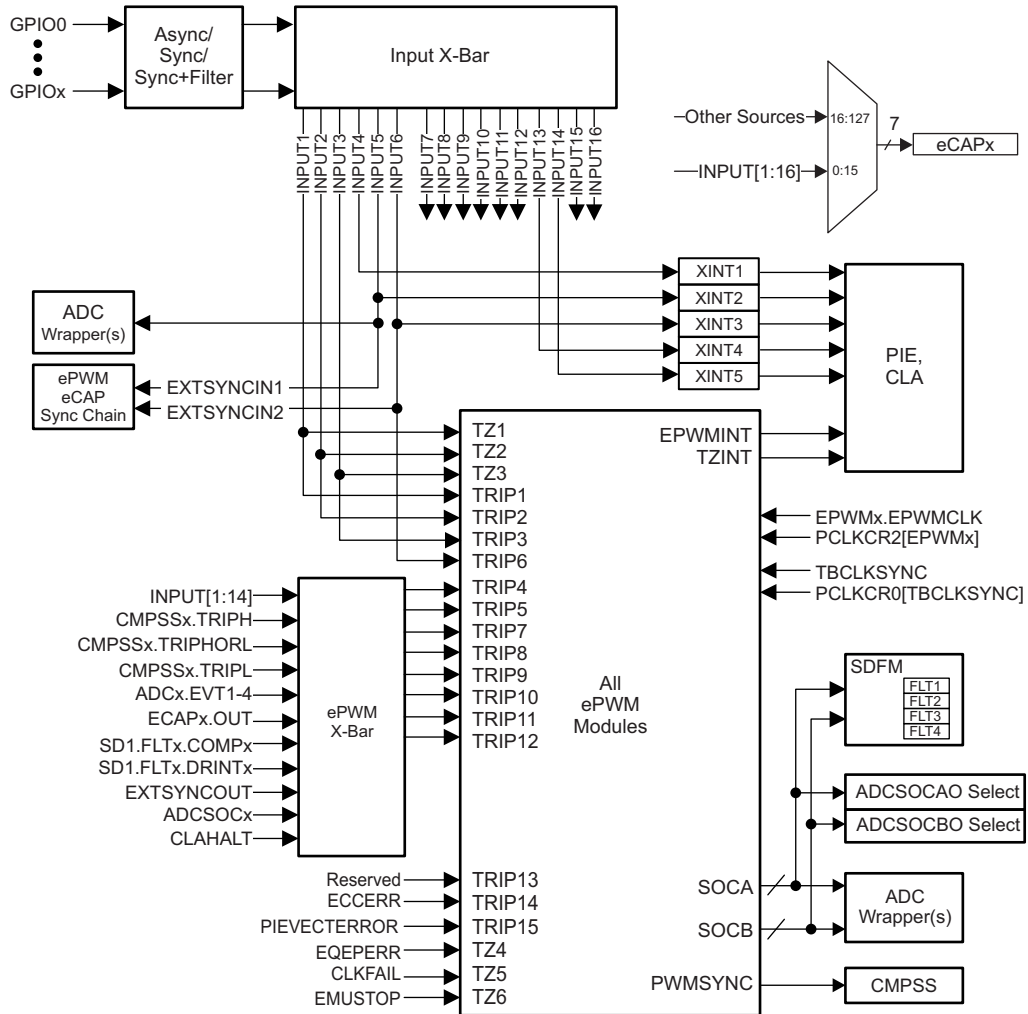 GPIO0
GPIOx
Async/
Sync/
Sync+Filter
Input X-Bar
INPUT1
INPUT2
INPUT3
INPUT4
INPUT5
INPUT6
INPUT7
INPUT8
INPUT9
INPUT10
INPUT11
INPUT12
INPUT13
INPUT14
INPUT15
INPUT16
Other Sources
16:127
INPUT[1:16]
0:15
7
eCAPx
XINT1
XINT2
XINT3
XINT4
XINT5
PIE,
CLA
ADC
Wrapper(s)
ePWM
eCAP
Sync Chain
EXTSYNCIN1
EXTSYNCIN2
TZ1
TZ2
TZ3
TRIP1
TRIP2
TRIP3
TRIP6
TRIP4
TRIP5
TRIP7
TRIP8
TRIP9
TRIP10
TRIP11
TRIP12
TRIP13
TRIP14
TRIP15
TZ4
TZ5
TZ6
All
ePWM
Modules
EPWMINT
TZINT
EPWMx.EPWMCLK
PCLKCR2[EPWMx]
TBCLKSYNC
PCLKCR0[TBCLKSYNC]
INPUT[1:14]
CMPSSx.TRIPH
CMPSSx.TRIPHORL
CMPSSx.TRIPL
ADCx.EVT1-4
ECAPx.OUT
SD1.FLTx.COMPx
SD1.FLTx.DRINTx
EXTSYNCOUT
ADCSOCx
CLAHALT
ePWM
X-Bar
Reserved
ECCERR
PIEVECTERROR
EQEPERR
CLKFAIL
EMUSTOP
SDFM
FLT1
FLT2
FLT3
FLT4
ADCSOCAO Select
ADCSOCBO Select
SOCA
SOCB
ADC
Wrapper(s)
PWMSYNC
CMPSS